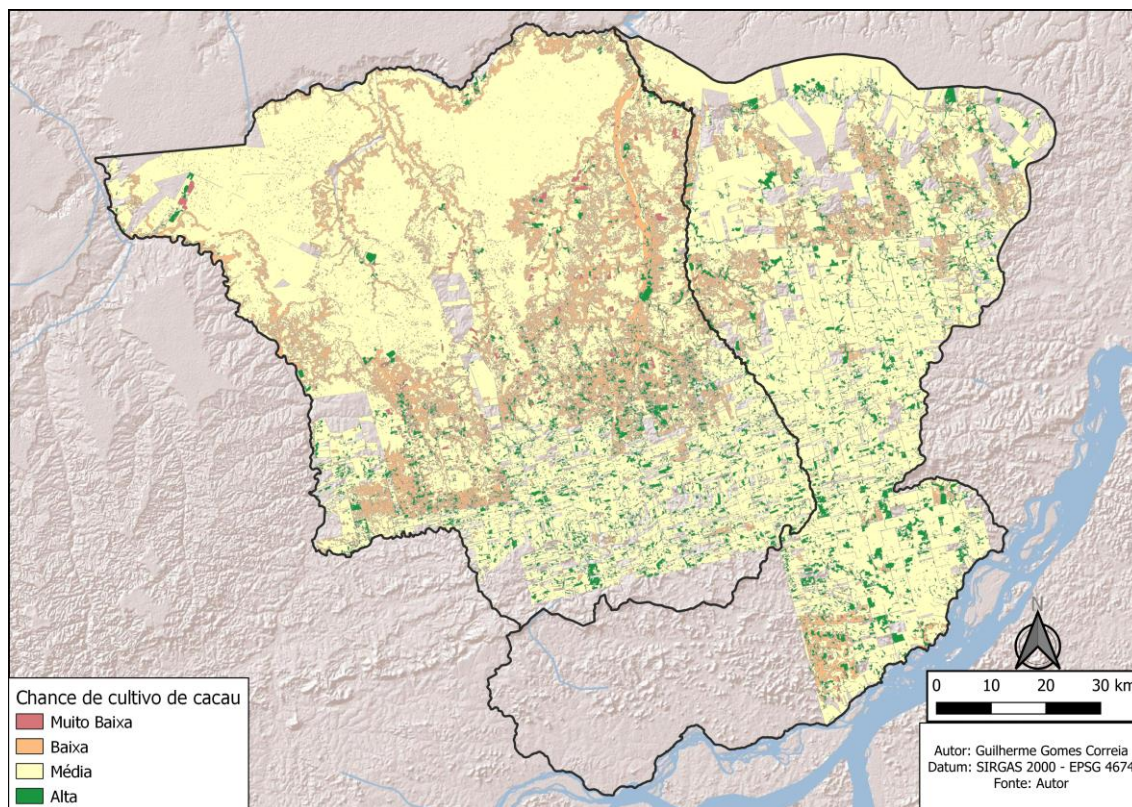 Chance de cultivo de cacau
Muito Baixa
Baixa
Média
Alta
N
0 10 20 30 km
Autor: Guilherme Gomes Correia
Datum: SIRGAS 2000 - EPSG 4674
Fonte: Autor